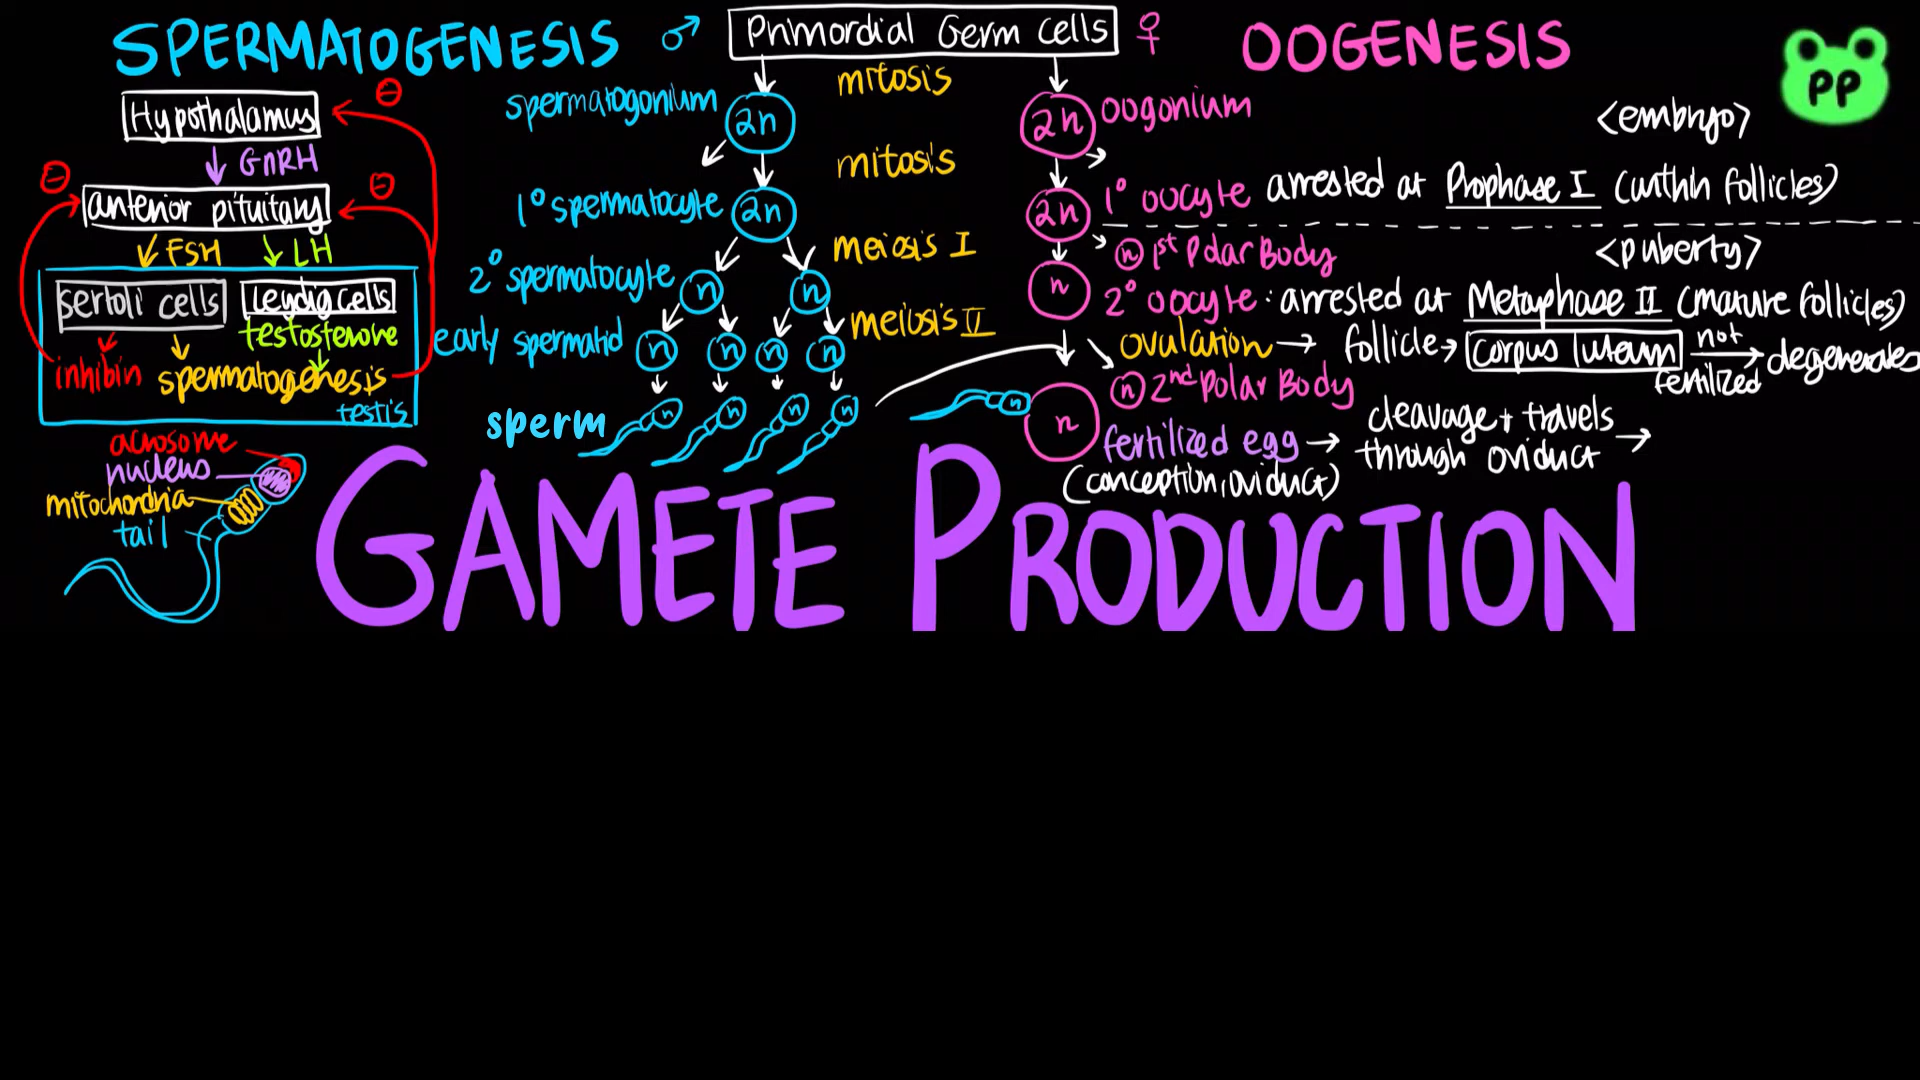 SPERMATOGENESIS ♂
Primordial Germ cells ♀
OOGENESIS
PP
Hypothalamus
⊖
GnRH
⊖
⊖
anterior pituitary
FSH
LH
sertoli cells
Leydig cells
testosterone
inhibin
spermatogenesis
testis
acrosome
nucleus
mitochondria
tail
mitosis
spermatogonium
2n
mitosis
1° spermatocyte
2n
meiosis I
2° spermatocyte
n
n
meiosis II
early spermatid
n
n
n
n
sperm
n
n
n
n
2n
oogonium
<embryo>
2n
1° oocyte arrested at Prophase I (within follicles)
n 1st Polar Body
<puberty>
n
2° oocyte: arrested at Metaphase II (mature follicles)
ovulation → follicle → corpus luteum not fertilized → degenerates
n 2nd Polar Body
n
n
fertilized egg → cleavage + travels through oviduct →
(conception, oviduct)
GAMETE PRODUCTION